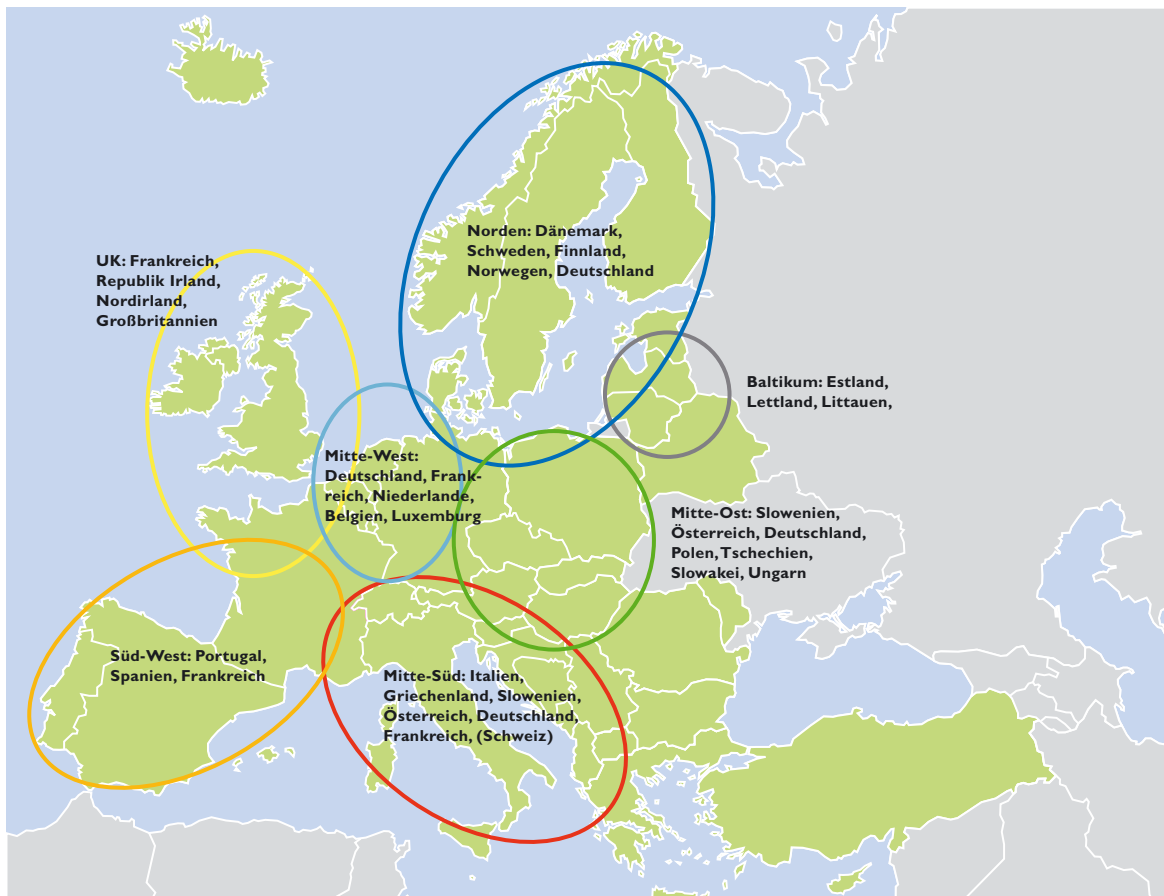 Norden: Dänemark,
Schweden, Finnland,
Norwegen, Deutschland
UK: Frankreich,
Republik Irland,
Nordirland,
Großbritannien
Baltikum: Estland,
Lettland, Littauen,
Mitte-West:
Deutschland, Frank-
reich, Niederlande,
Belgien, Luxemburg
Mitte-Ost: Slowenien,
Österreich, Deutschland,
Polen, Tschechien,
Slowakei, Ungarn
Süd-West: Portugal,
Spanien, Frankreich
Mitte-Süd: Italien,
Griechenland, Slowenien,
Österreich, Deutschland,
Frankreich, (Schweiz)